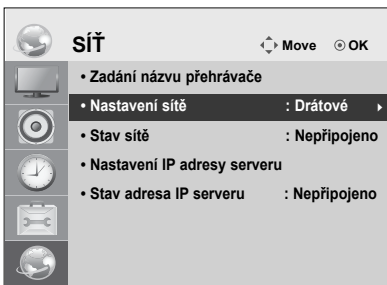 SÍŤ Move OK
• Zadání názvu přehrávače
• Nastavení sítě : Drátové
• Stav sítě : Nepřipojeno
• Nastavení IP adresy serveru
• Stav adresa IP serveru : Nepřipojeno